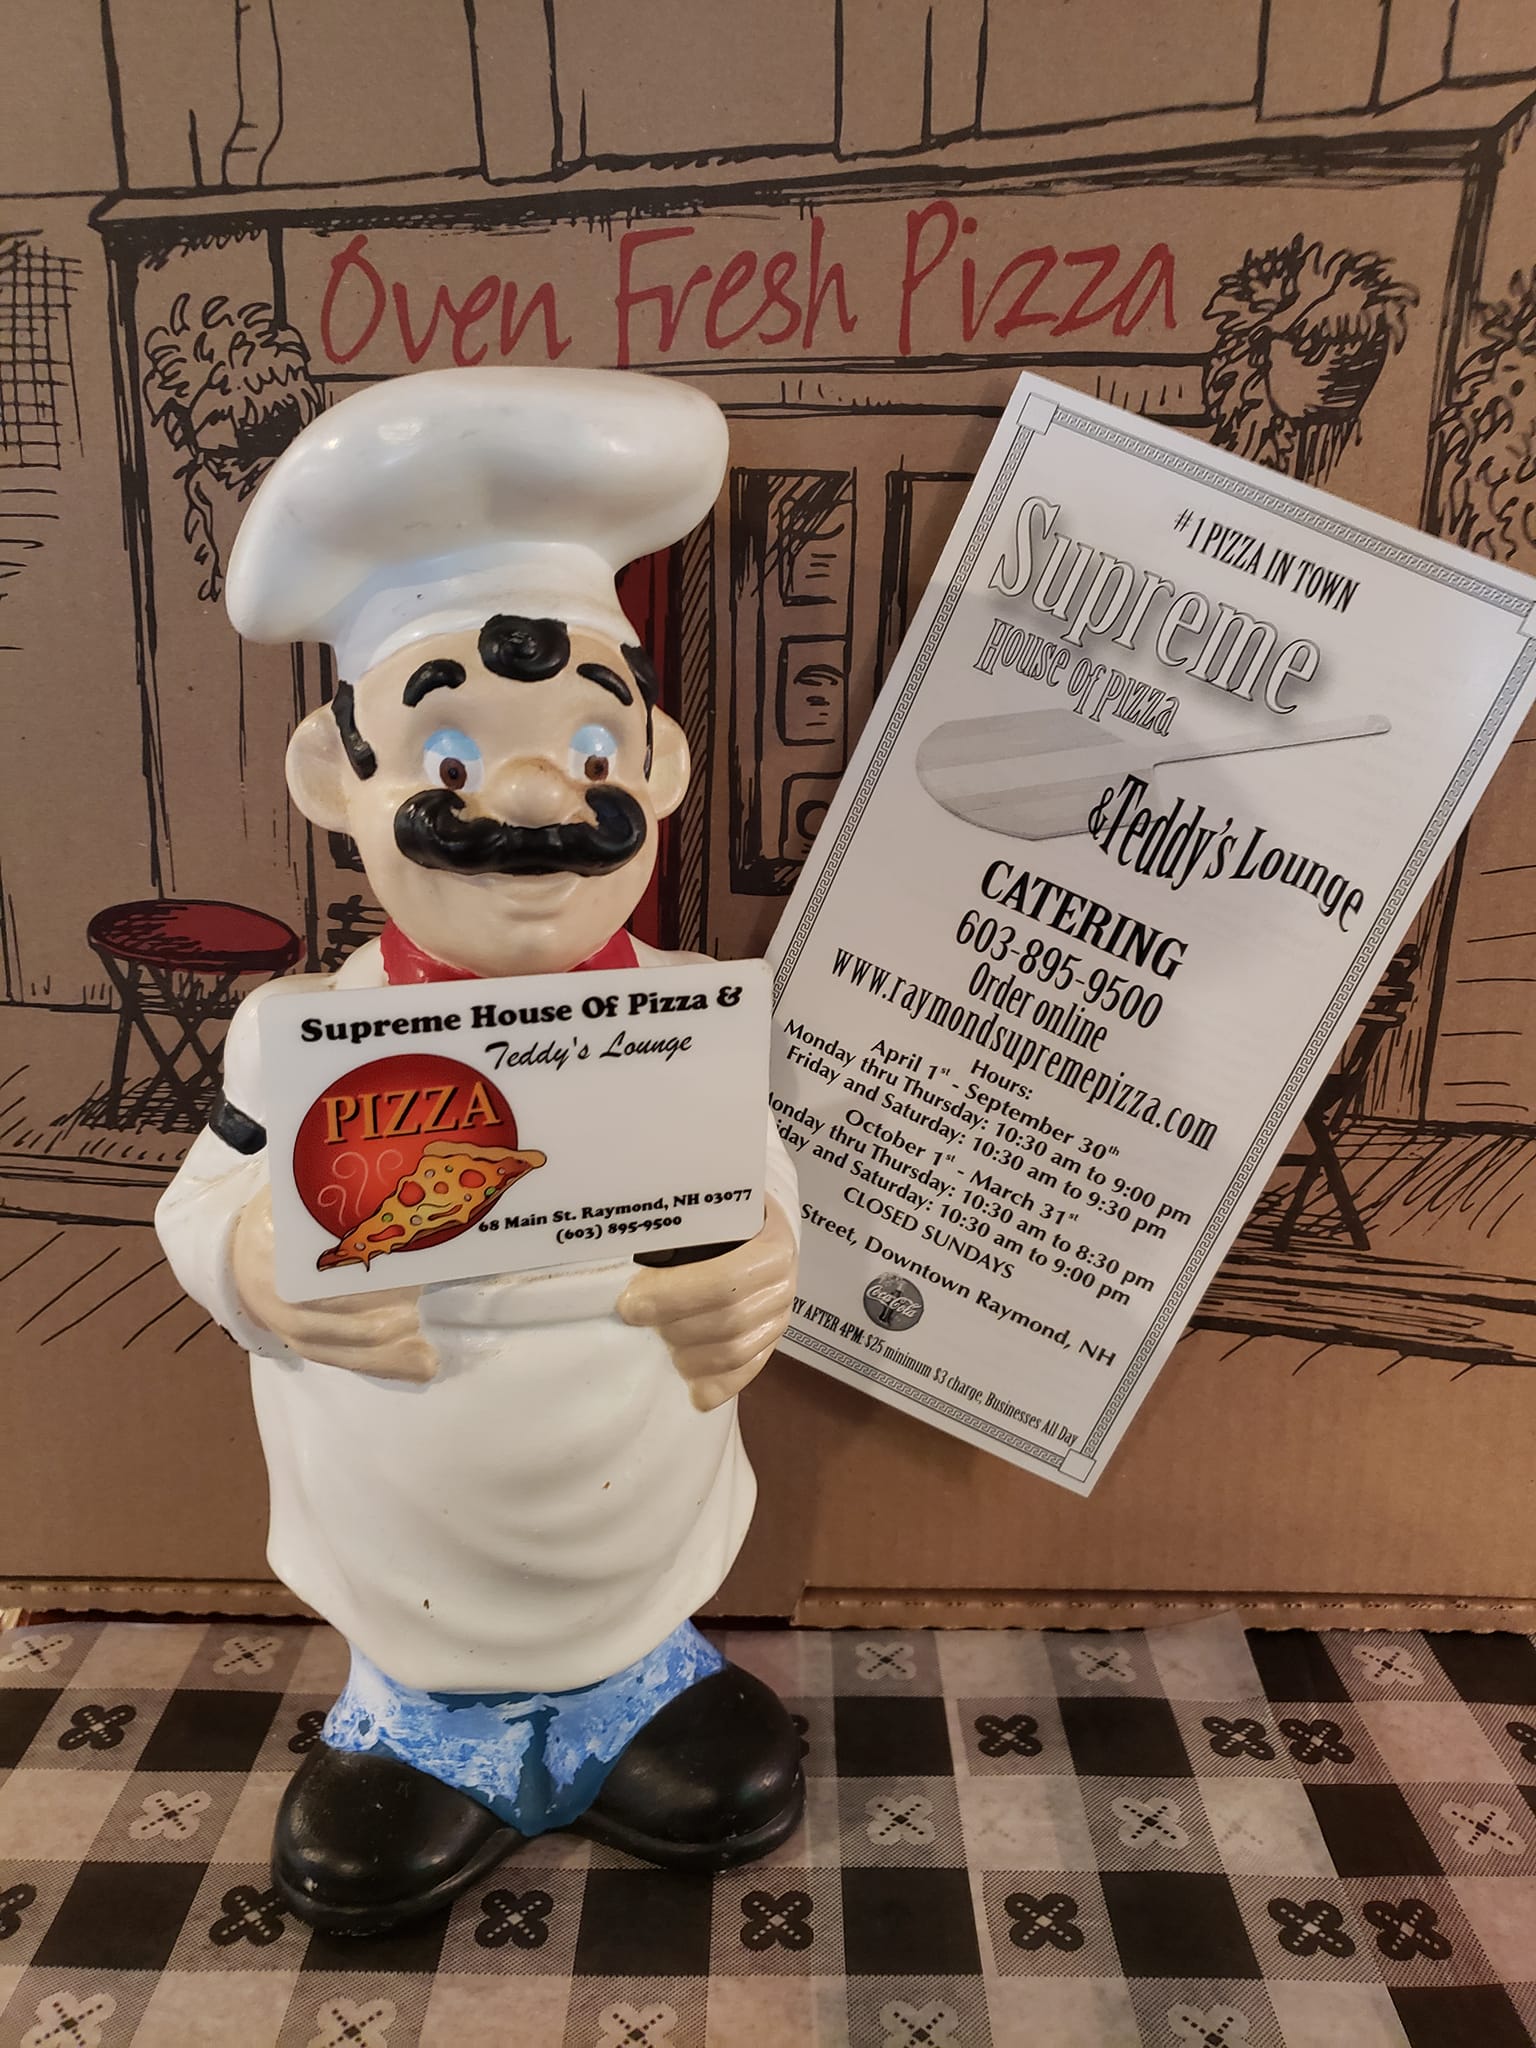 Oven Fresh Pizza
#1 PIZZA IN TOWN
Supreme
House of Pizza
& Teddy's Lounge
CATERING
603-895-9500
Order online
www.raymondsupremepizza.com
Hours:
April 1st - September 30th
Monday thru Thursday: 10:30 am to 9:00 pm
Friday and Saturday: 10:30 am to 9:30 pm
October 1st - March 31st
onday thru Thursday: 10:30 am to 8:30 pm
iday and Saturday: 10:30 am to 9:00 pm
CLOSED SUNDAYS
Street, Downtown Raymond, NH
Coca-Cola
RY AFTER 4PM: $25 minimum $3 charge, Businesses All Day
Supreme House Of Pizza &
Teddy's Lounge
PIZZA
68 Main St. Raymond, NH 03077
(603) 895-9500